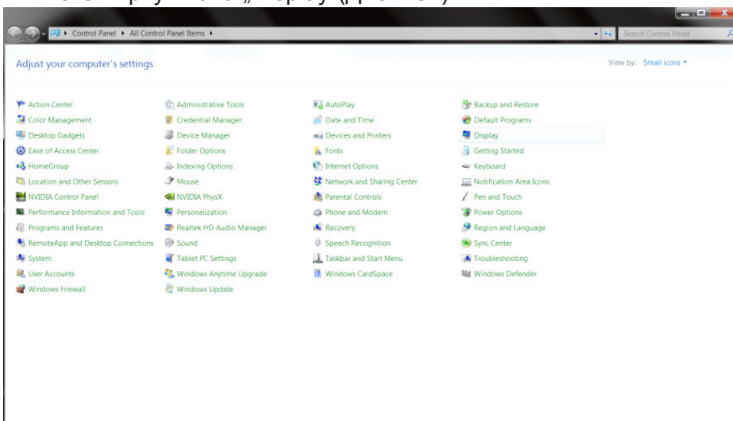 „Display (
Control Panel ▸ All Control Panel Items ▸
Search Control Panel
Adjust your computer's settings
View by: Small icons
Action Center
Administrative Tools
AutoPlay
Backup and Restore
Color Management
Credential Manager
Date and Time
Default Programs
Desktop Gadgets
Device Manager
Devices and Printers
Display
Ease of Access Center
Folder Options
Fonts
Getting Started
HomeGroup
Indexing Options
Internet Options
Keyboard
Location and Other Sensors
Mouse
Network and Sharing Center
Notification Area Icons
NVIDIA Control Panel
NVIDIA PhysX
Parental Controls
Pen and Touch
Performance Information and Tools
Personalization
Phone and Modem
Power Options
Programs and Features
Realtek HD Audio Manager
Recovery
Region and Language
RemoteApp and Desktop Connections
Sound
Speech Recognition
Sync Center
System
Tablet PC Settings
Taskbar and Start Menu
Troubleshooting
User Accounts
Windows Anytime Upgrade
Windows CardSpace
Windows Defender
Windows Firewall
Windows Update